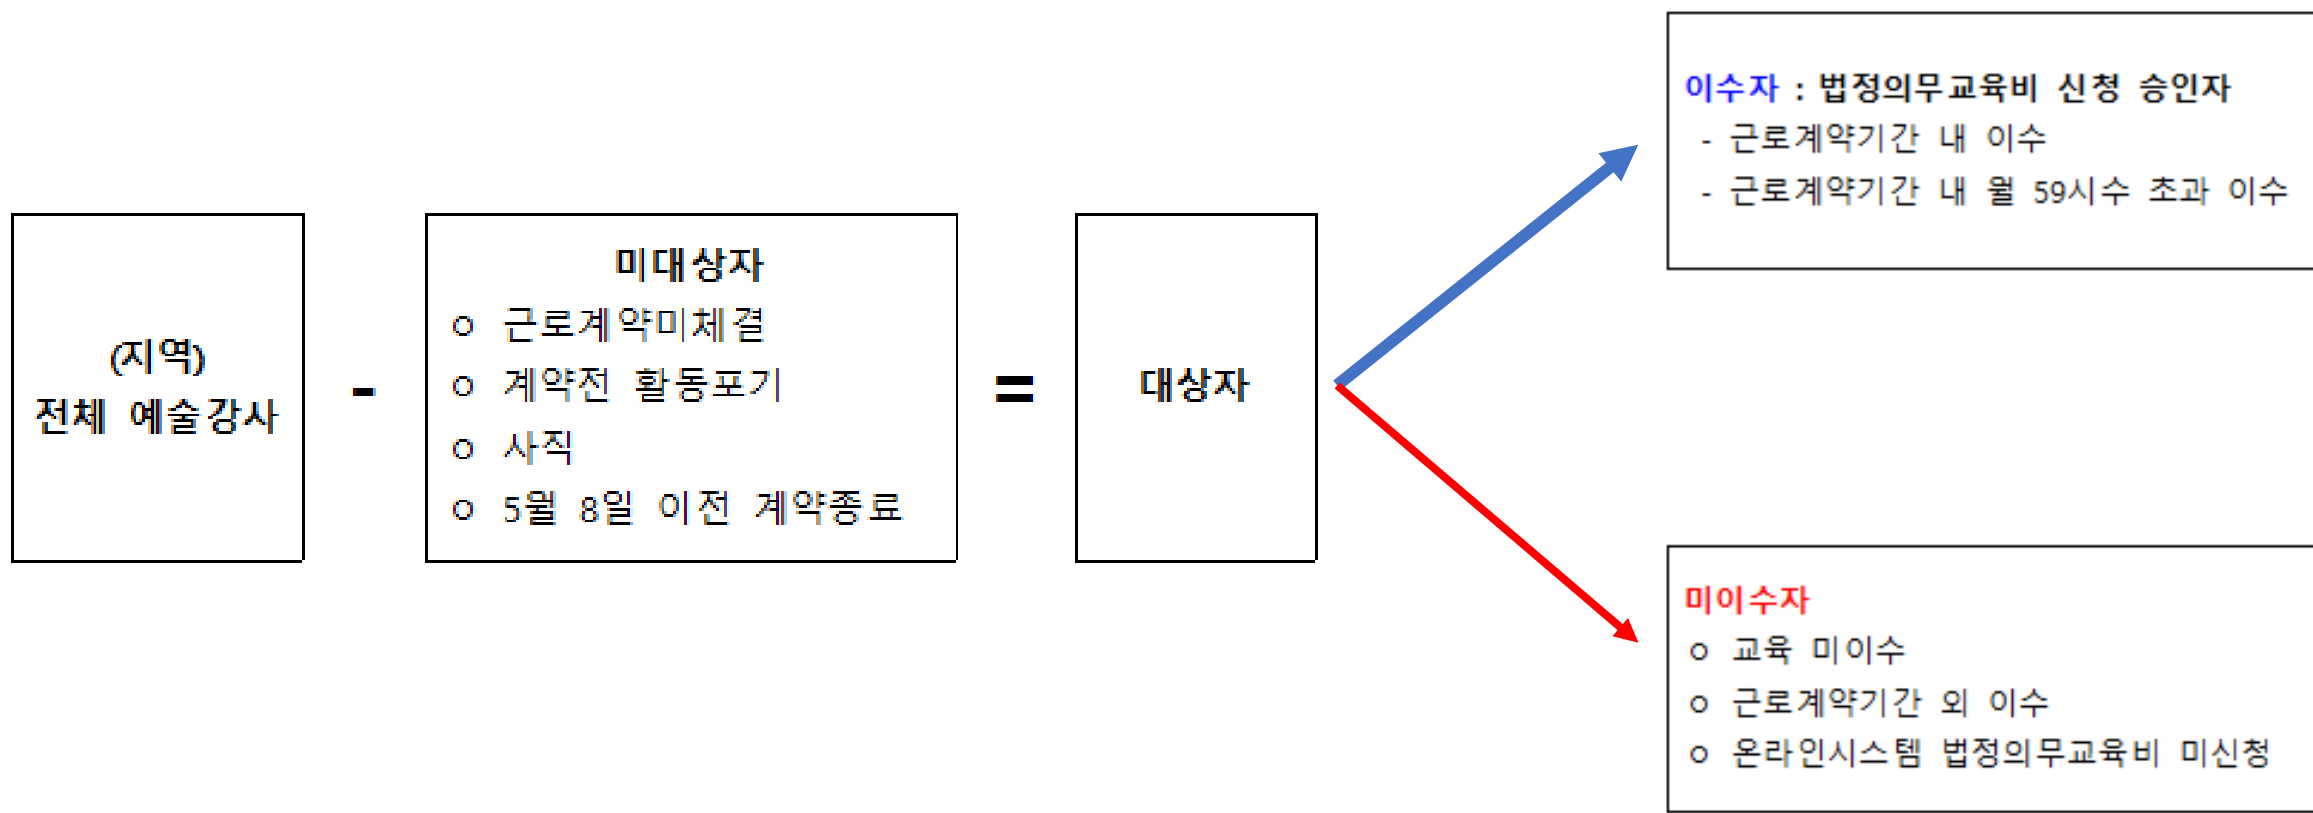 (지역)
전체 예술강사
-
미대상자
o 근로계약미체결
o 계약전 활동포기
o 사직
o 5월 8일 이전 계약종료
=
대상자
이수자 : 법정의무교육비 신청 승인자
- 근로계약기간 내 이수
- 근로계약기간 내 월 59시수 초과 이수
미이수자
o 교육 미이수
o 근로계약기간 외 이수
o 온라인시스템 법정의무교육비 미신청